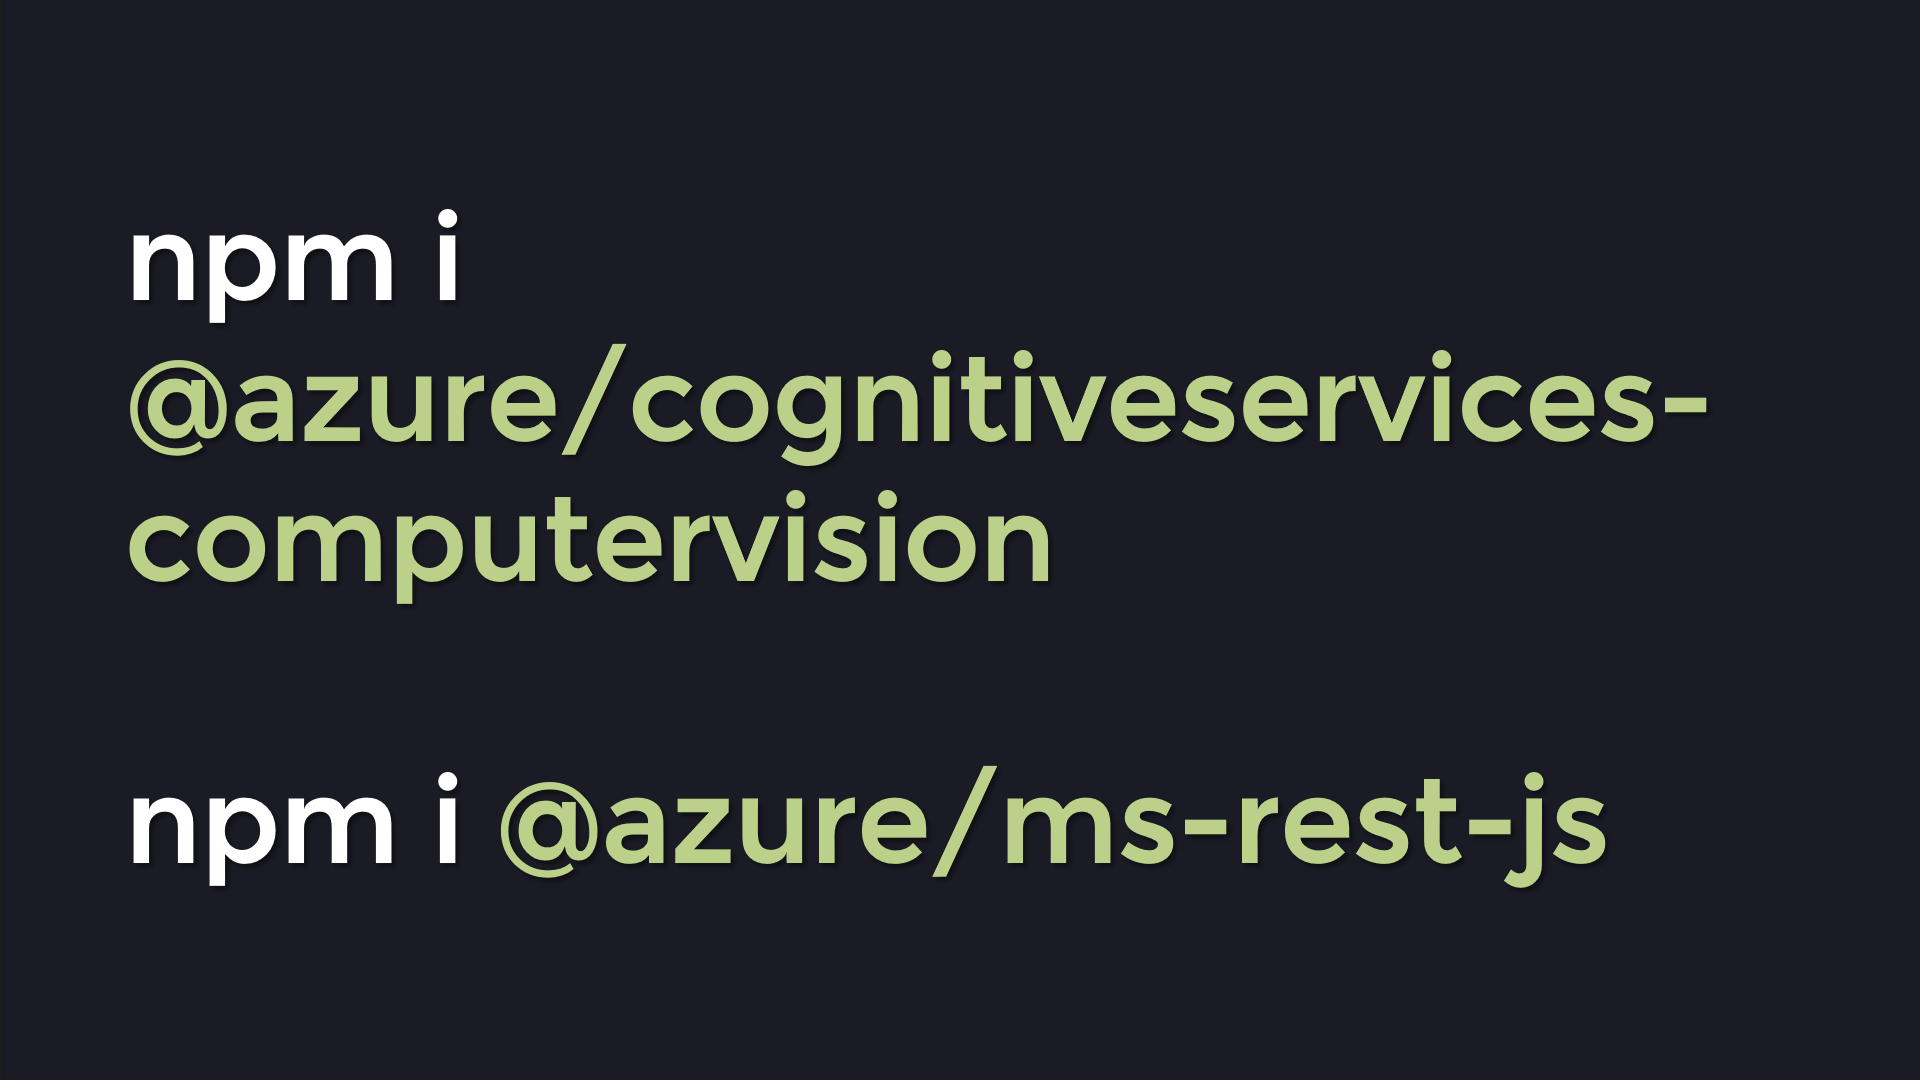 npm i
@azure/cognitiveservices-
computervision
npm i @azure/ms-rest-js